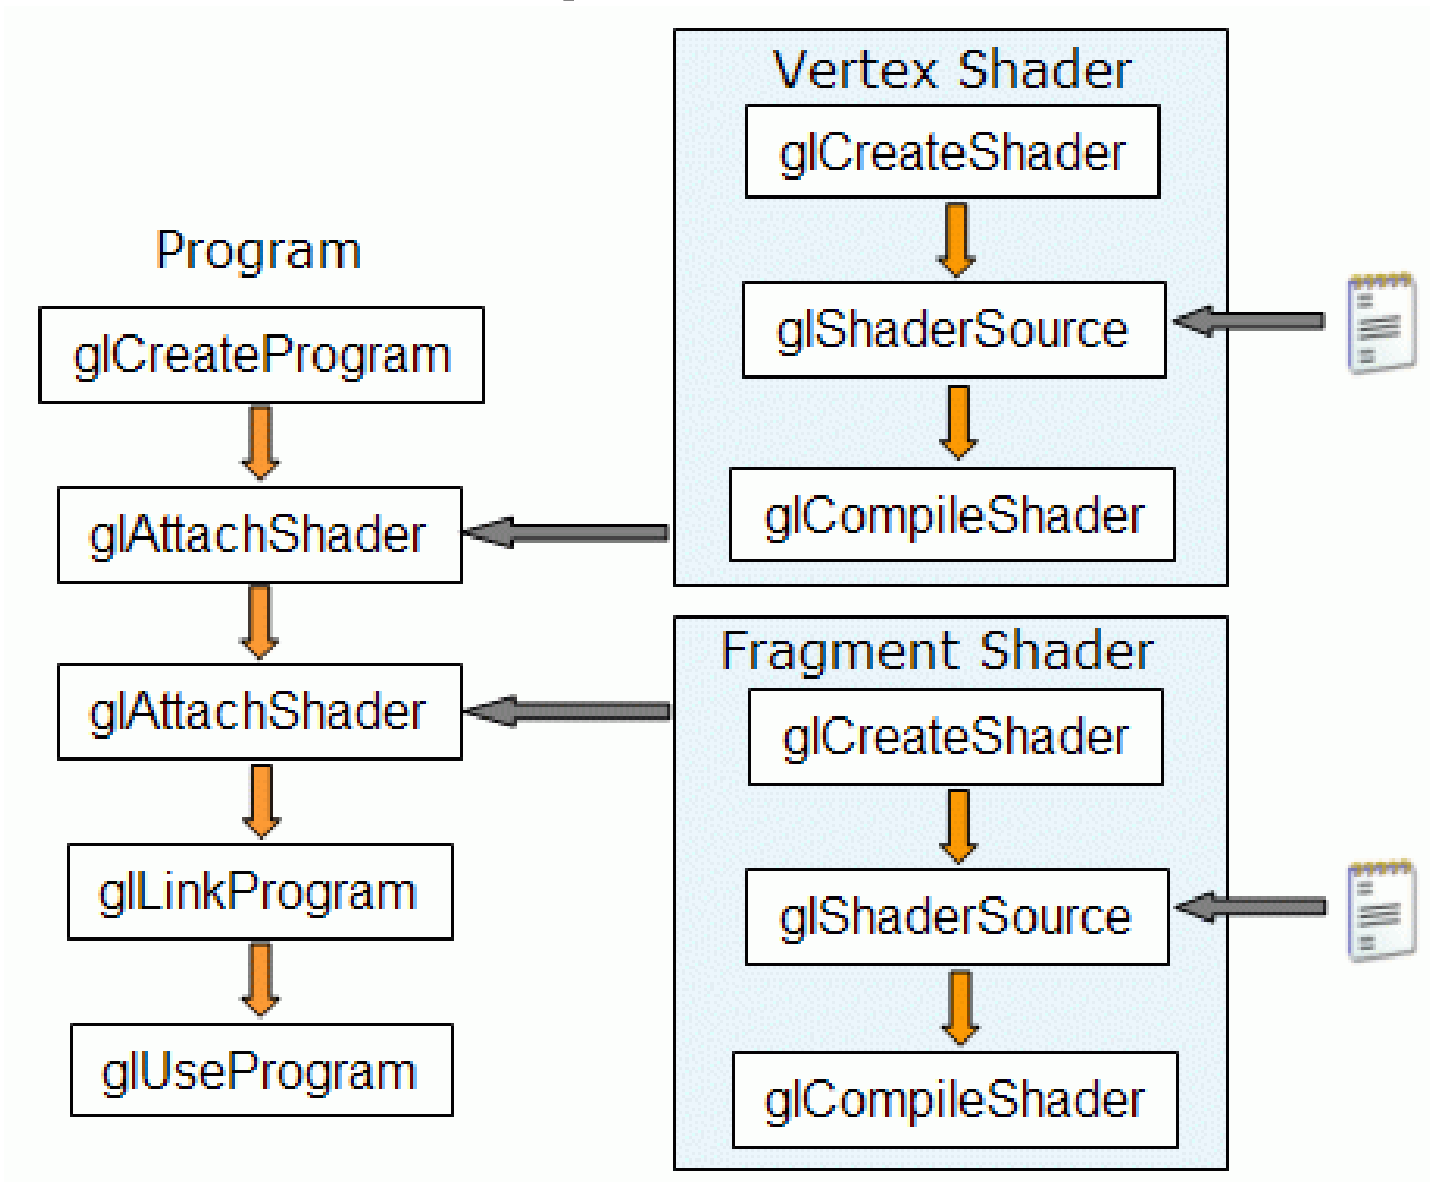 Program
glCreateProgram
glAttachShader
glAttachShader
glLinkProgram
glUseProgram
Vertex Shader
glCreateShader
glShaderSource
glCompileShader
Fragment Shader
glCreateShader
glShaderSource
glCompileShader